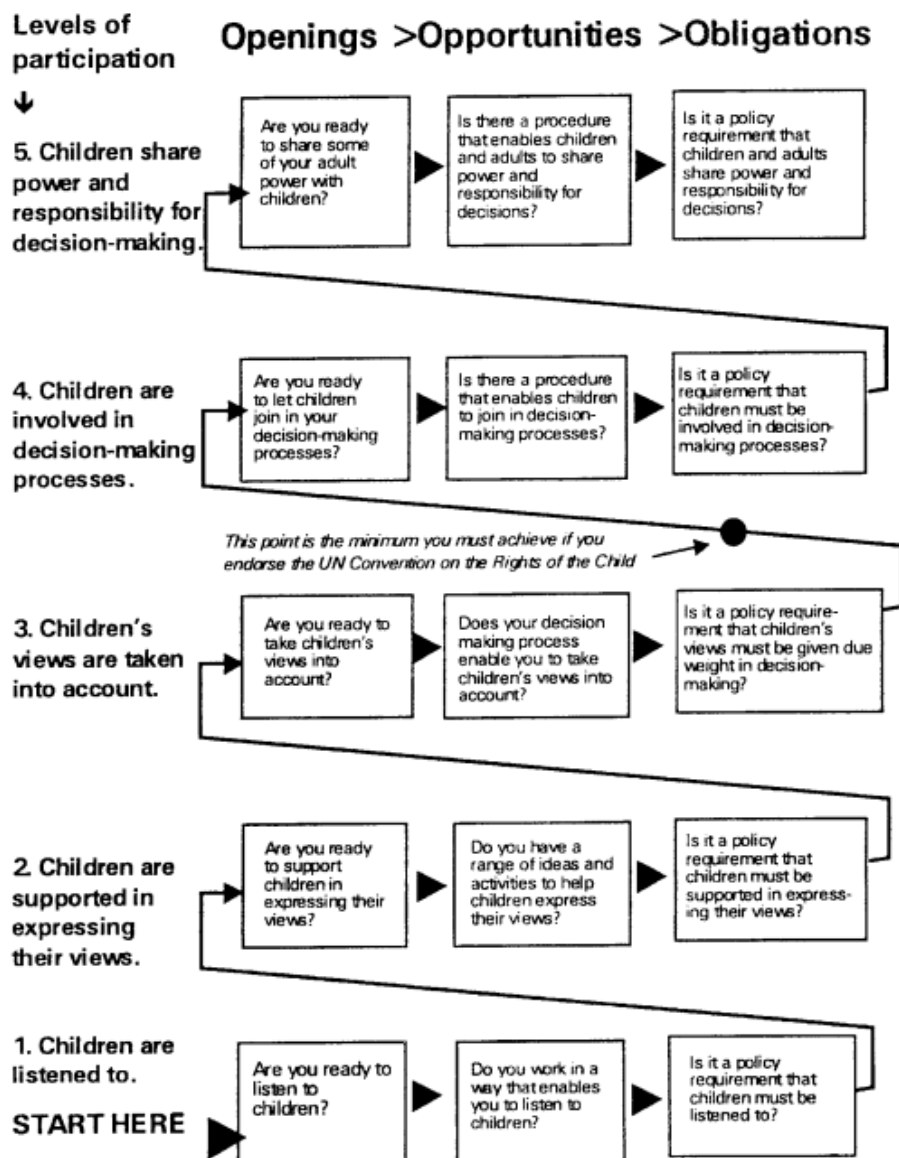 Levels of
participation
Openings >Opportunities >Obligations
5. Children share
power and
responsibility for
decision-making.
Are you ready
to share some
of your adult
power with
children?
Is there a procedure
that enables children
and adults to share
power and
responsibility for
decisions?
Is it a policy
requirement that
children and adults
share power and
responsibility for
decisions?
4. Children are
involved in
decision-making
processes.
Are you ready
to let children
join in your
decision-making
processes?
Is there a procedure
that enables children
to join in decision-
making processes?
Is it a policy
requirement that
children must be
involved in decision-
making processes?
This point is the minimum you must achieve if you
endorse the UN Convention on the Rights of the Child
3. Children's
views are taken
into account.
Are you ready to
take children's
views into
account?
Does your decision
making process
enable you to take
children's views into
account?
Is it a policy require-
ment that children's
views must be given due
weight in decision-
making?
2. Children are
supported in
expressing
their views.
Are you ready
to support
children in
expressing their
views?
Do you have a
range of ideas and
activities to help
children express
their views?
Is it a policy
requirement that
children must be
supported in express-
ing their views?
1. Children are
listened to.
START HERE
Are you ready to
listen to
children?
Do you work in a
way that enables
you to listen to
children?
Is it a policy
requirement that
children must be
listened to?